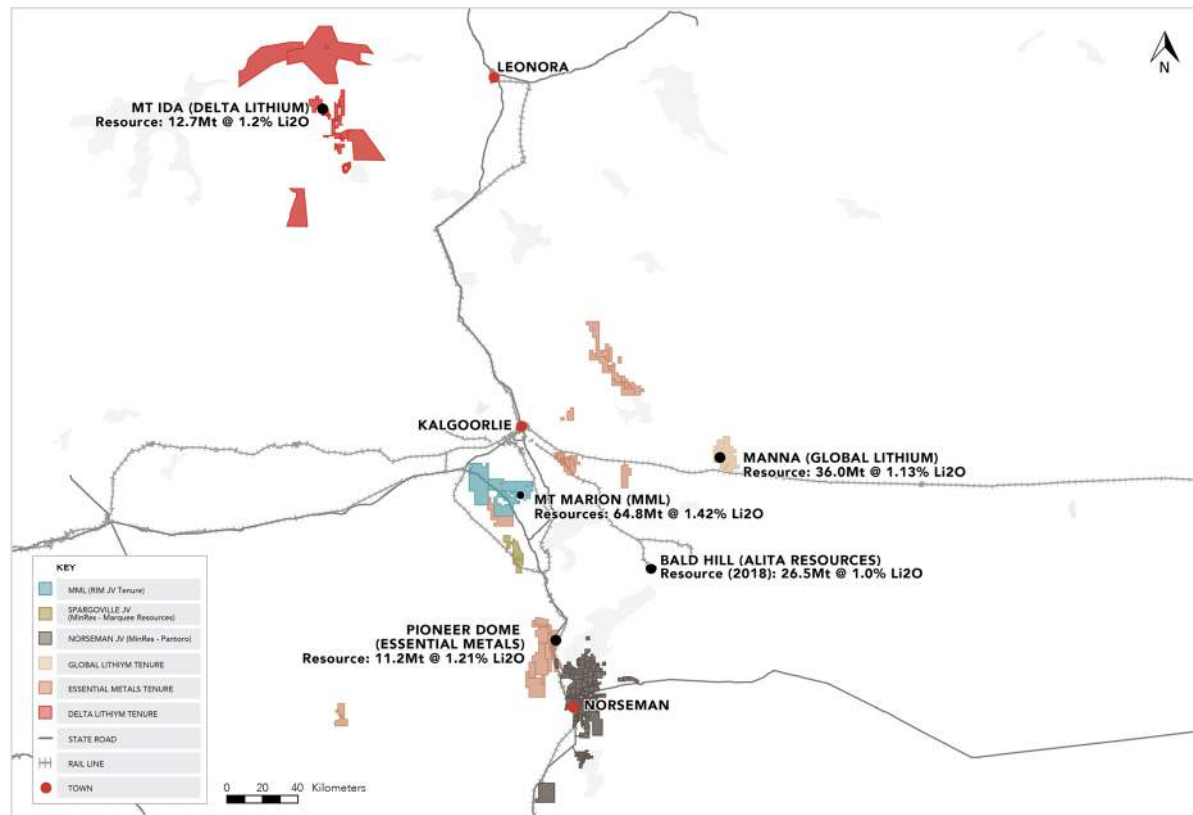 N
LEONORA
MT IDA (DELTA LITHIUM)
Resource: 12.7Mt @ 1.2% Li2O
KALGOORLIE
MANNA (GLOBAL LITHIUM)
Resource: 36.0Mt @ 1.13% Li2O
MT MARION (MML)
Resources: 64.8Mt @ 1.42% Li2O
BALD HILL (ALITA RESOURCES)
Resource (2018): 26.5Mt @ 1.0% Li2O
PIONEER DOME
(ESSENTIAL METALS)
Resource: 11.2Mt @ 1.21% Li2O
NORSEMAN
KEY
MML (RIM JV Tenure)
SPARGOVILLE JV
(MinRes - Marquee Resources)
NORSEMAN JV (MinRes - Pantoro)
GLOBAL LITHIYM TENURE
ESSENTIAL METALS TENURE
DELTA LITHIYM TENURE
STATE ROAD
RAIL LINE
TOWN
0 20 40 Kilometers